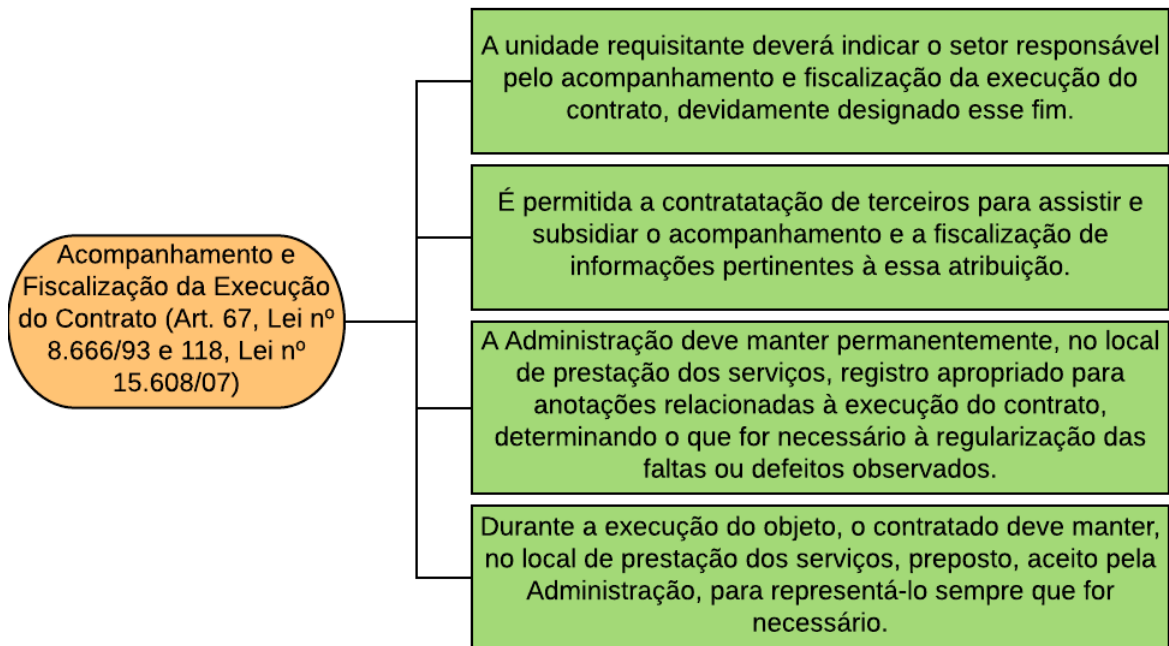 Acompanhamento e
Fiscalização da Execução
do Contrato (Art. 67, Lei nº
8.666/93 e 118, Lei nº
15.608/07)
A unidade requisitante deverá indicar o setor responsável
pelo acompanhamento e fiscalização da execução do
contrato, devidamente designado esse fim.
É permitida a contratatação de terceiros para assistir e
subsidiar o acompanhamento e a fiscalização de
informações pertinentes à essa atribuição.
A Administração deve manter permanentemente, no local
de prestação dos serviços, registro apropriado para
anotações relacionadas à execução do contrato,
determinando o que for necessário à regularização das
faltas ou defeitos observados.
Durante a execução do objeto, o contratado deve manter,
no local de prestação dos serviços, preposto, aceito pela
Administração, para representá-lo sempre que for
necessário.